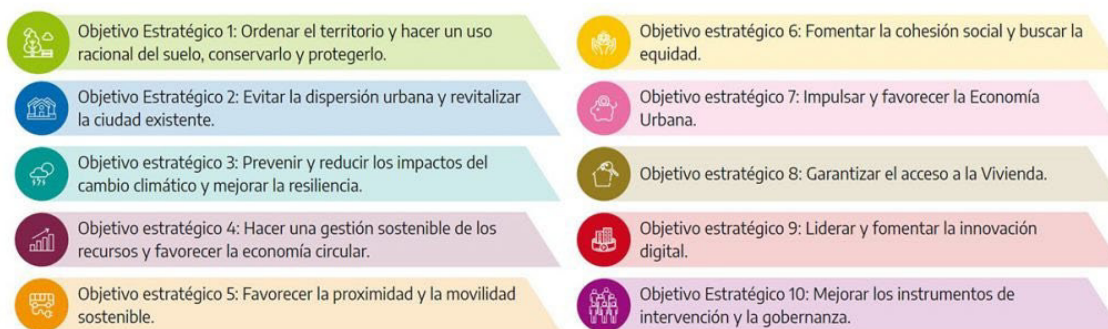 Objetivo Estratégico 1: Ordenar el territorio y hacer un uso
racional del suelo, conservarlo y protegerlo.
Objetivo Estratégico 2: Evitar la dispersión urbana y revitalizar
la ciudad existente.
Objetivo estratégico 3: Prevenir y reducir los impactos del
cambio climático y mejorar la resiliencia.
Objetivo estratégico 4: Hacer una gestión sostenible de los
recursos y favorecer la economía circular.
Objetivo estratégico 5: Favorecer la proximidad y la movilidad
sostenible.
Objetivo estratégico 6: Fomentar la cohesión social y buscar la
equidad.
Objetivo estratégico 7: Impulsar y favorecer la Economía
Urbana.
Objetivo estratégico 8: Garantizar el acceso a la Vivienda.
Objetivo estratégico 9: Liderar y fomentar la innovación
digital.
Objetivo Estratégico 10: Mejorar los instrumentos de
intervención y la gobernanza.